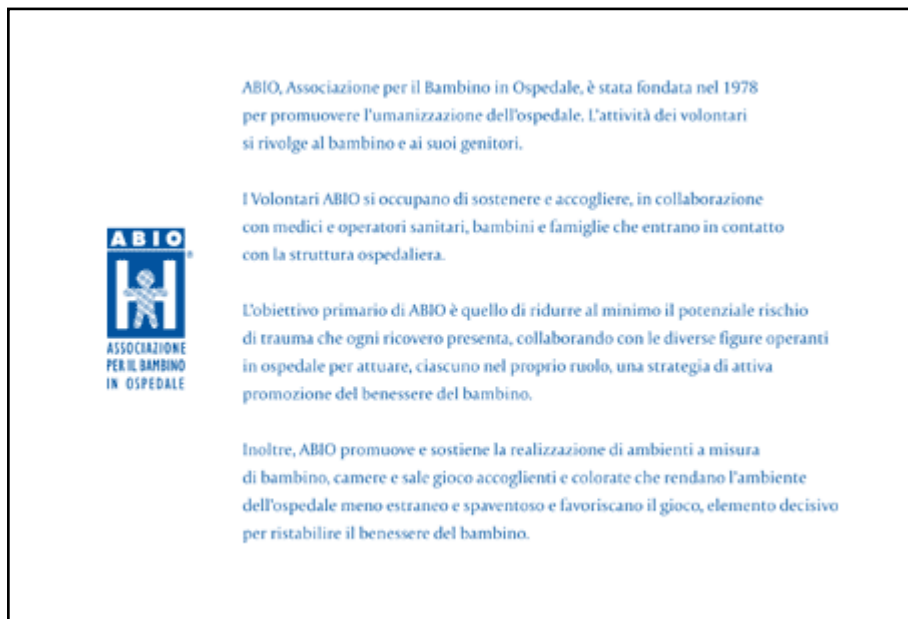 ABIO, Associazione per il Bambino in Ospedale, è stata fondata nel 1978
per promuovere l'umanizzazione dell'ospedale. L'attività dei volontari
si rivolge al bambino e ai suoi genitori.
I Volontari ABIO si occupano di sostenere e accogliere, in collaborazione
con medici e operatori sanitari, bambini e famiglie che entrano in contatto
con la struttura ospedaliera.
ABIO
®
ASSOCIAZIONE
PER IL BAMBINO
IN OSPEDALE
L'obiettivo primario di ABIO è quello di ridurre al minimo il potenziale rischio
di trauma che ogni ricovero presenta, collaborando con le diverse figure operanti
in ospedale per attuare, ciascuno nel proprio ruolo, una strategia di attiva
promozione del benessere del bambino.
Inoltre, ABIO promuove e sostiene la realizzazione di ambienti a misura
di bambino, camere e sale gioco accoglienti e colorate che rendano l'ambiente
dell'ospedale meno estraneo e spaventoso e favoriscano il gioco, elemento decisivo
per ristabilire il benessere del bambino.